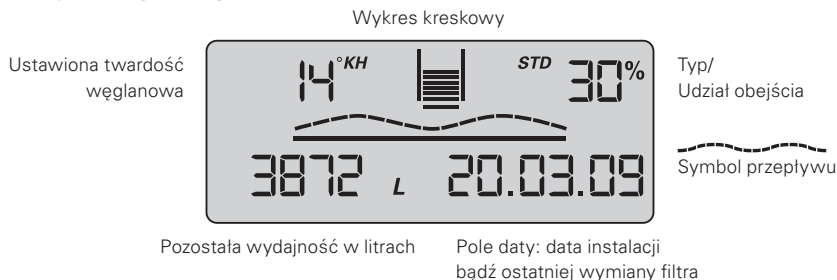 Wykres kreskowy
Ustawiona twardość
węglanowa
14 °KH STD 30%
Typ/
Udział obejścia
Symbol przepływu
3872 L 20.03.09
Pozostała wydajność w litrach
Pole daty: data instalacji
bądź ostatniej wymiany filtra